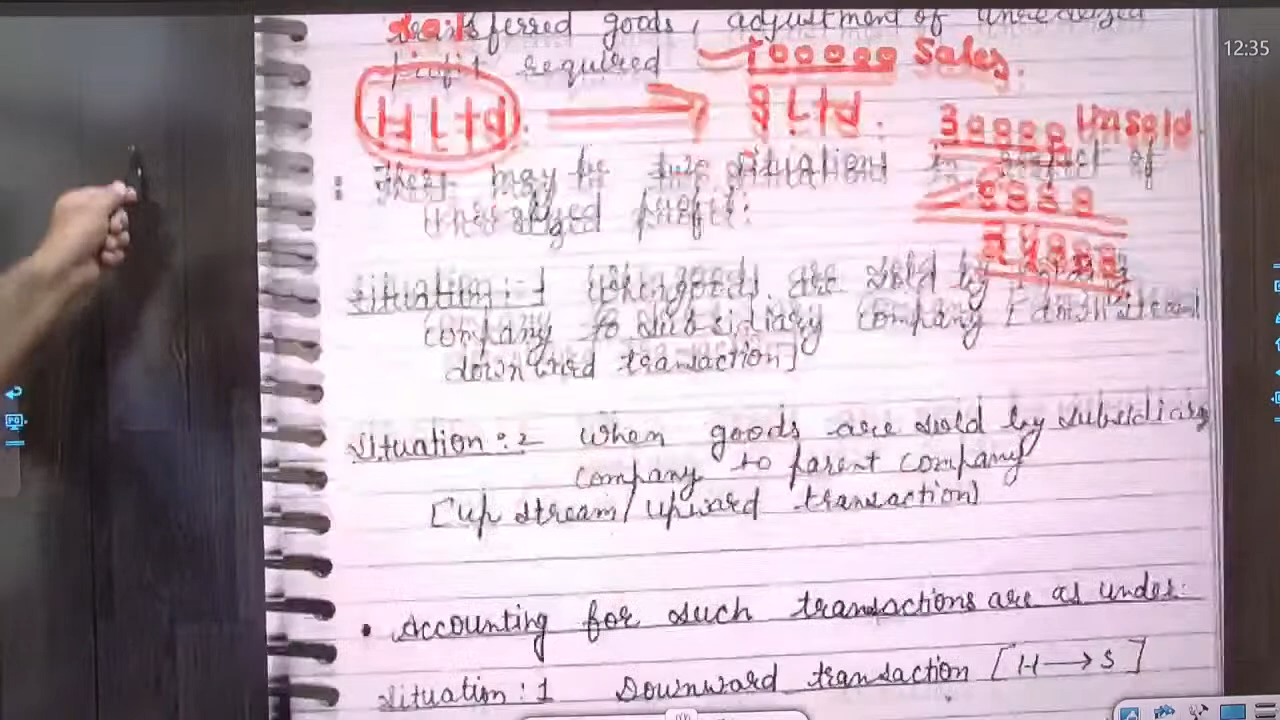 transferred goods, adjustment of unrealized
profit required
100000 Sales.
H LTD. S LTD.
30000 Unsold
There may be two situations in respect of
unrealized profit:
Situation:-1 When goods are sold by
company to subsidiary company [down stream/
downward transaction]
Situation:2 When goods are sold by subsidiary
company to parent company
[up stream/upward transaction]
• Accounting for such transactions are as under.
Situation:1 Downward transaction [H→S]
12:35